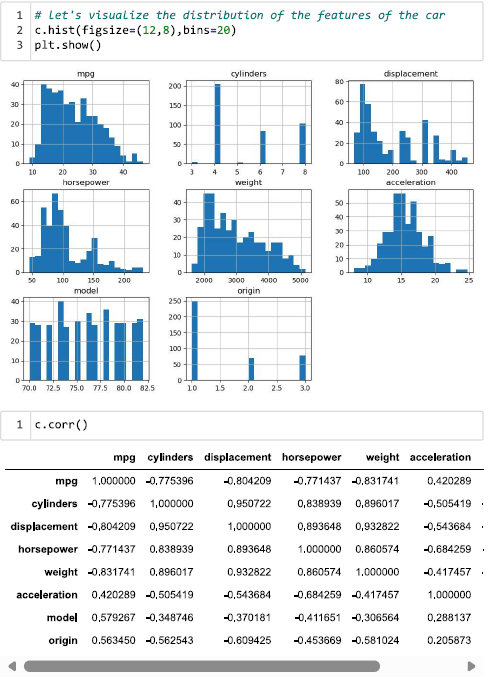 1 # Let's visualize the distribution of the features of the car
2 c.hist(figsize=(12,8),bins=20)
3 plt.show()
mpg cylinders displacement
40 30 20 10 0
10 20 30 40
200 150 100 50 0
3 4 5 6 7 8
80 60 40 20 0
100 200 300 400
horsepower weight acceleration
60 40 20 0
50 100 150 200
40 30 20 10 0
2000 3000 4000 5000
50 40 30 20 10 0
10 15 20 25
model origin
40 30 20 10 0
70.0 72.5 75.0 77.5 80.0 82.5
250 200 150 100 50 0
1.0 1.5 2.0 2.5 3.0
1 c.corr()
mpg cylinders displacement horsepower weight acceleration
mpg 1.000000 -0.775396 -0.804209 -0.771437 -0.831741 0.420289
cylinders -0.775396 1.000000 0.950722 0.838939 0.896017 -0.505419
displacement -0.804209 0.950722 1.000000 0.893648 0.932822 -0.543684
horsepower -0.771437 0.838939 0.893648 1.000000 0.860574 -0.684259
weight -0.831741 0.896017 0.932822 0.860574 1.000000 -0.417457
acceleration 0.420289 -0.505419 -0.543684 -0.684259 -0.417457 1.000000
model 0.579267 -0.348746 -0.370181 -0.411651 -0.306564 0.288137
origin 0.563450 -0.562543 -0.609425 -0.453669 -0.581024 0.205873